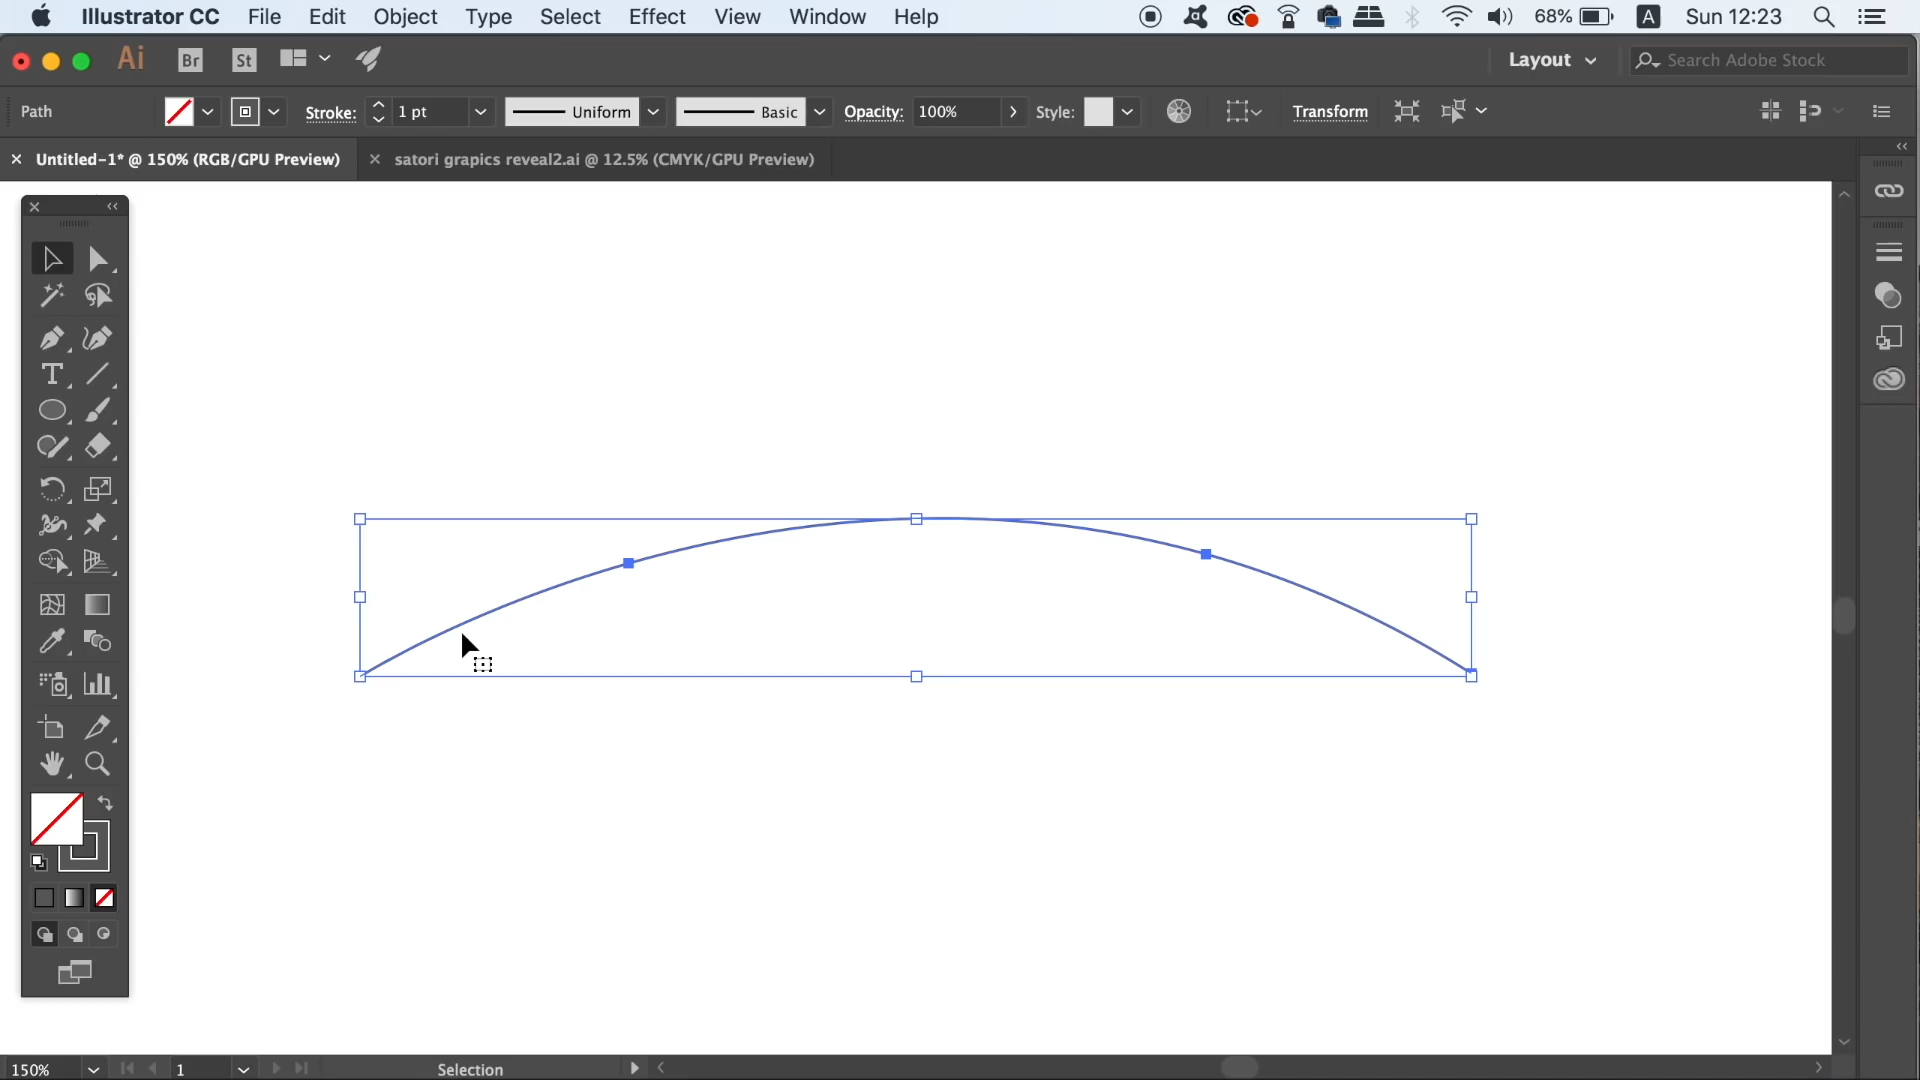 Illustrator CC File Edit Object Type Select Effect View Window Help 68% A Sun 12:23
Ai Br St Layout Search Adobe Stock
Path Stroke: 1 pt Uniform Basic Opacity: 100% Style: Transform
Untitled-1* @ 150% (RGB/GPU Preview) satori grapics reveal2.ai @ 12.5% (CMYK/GPU Preview)
150% 1 Selection